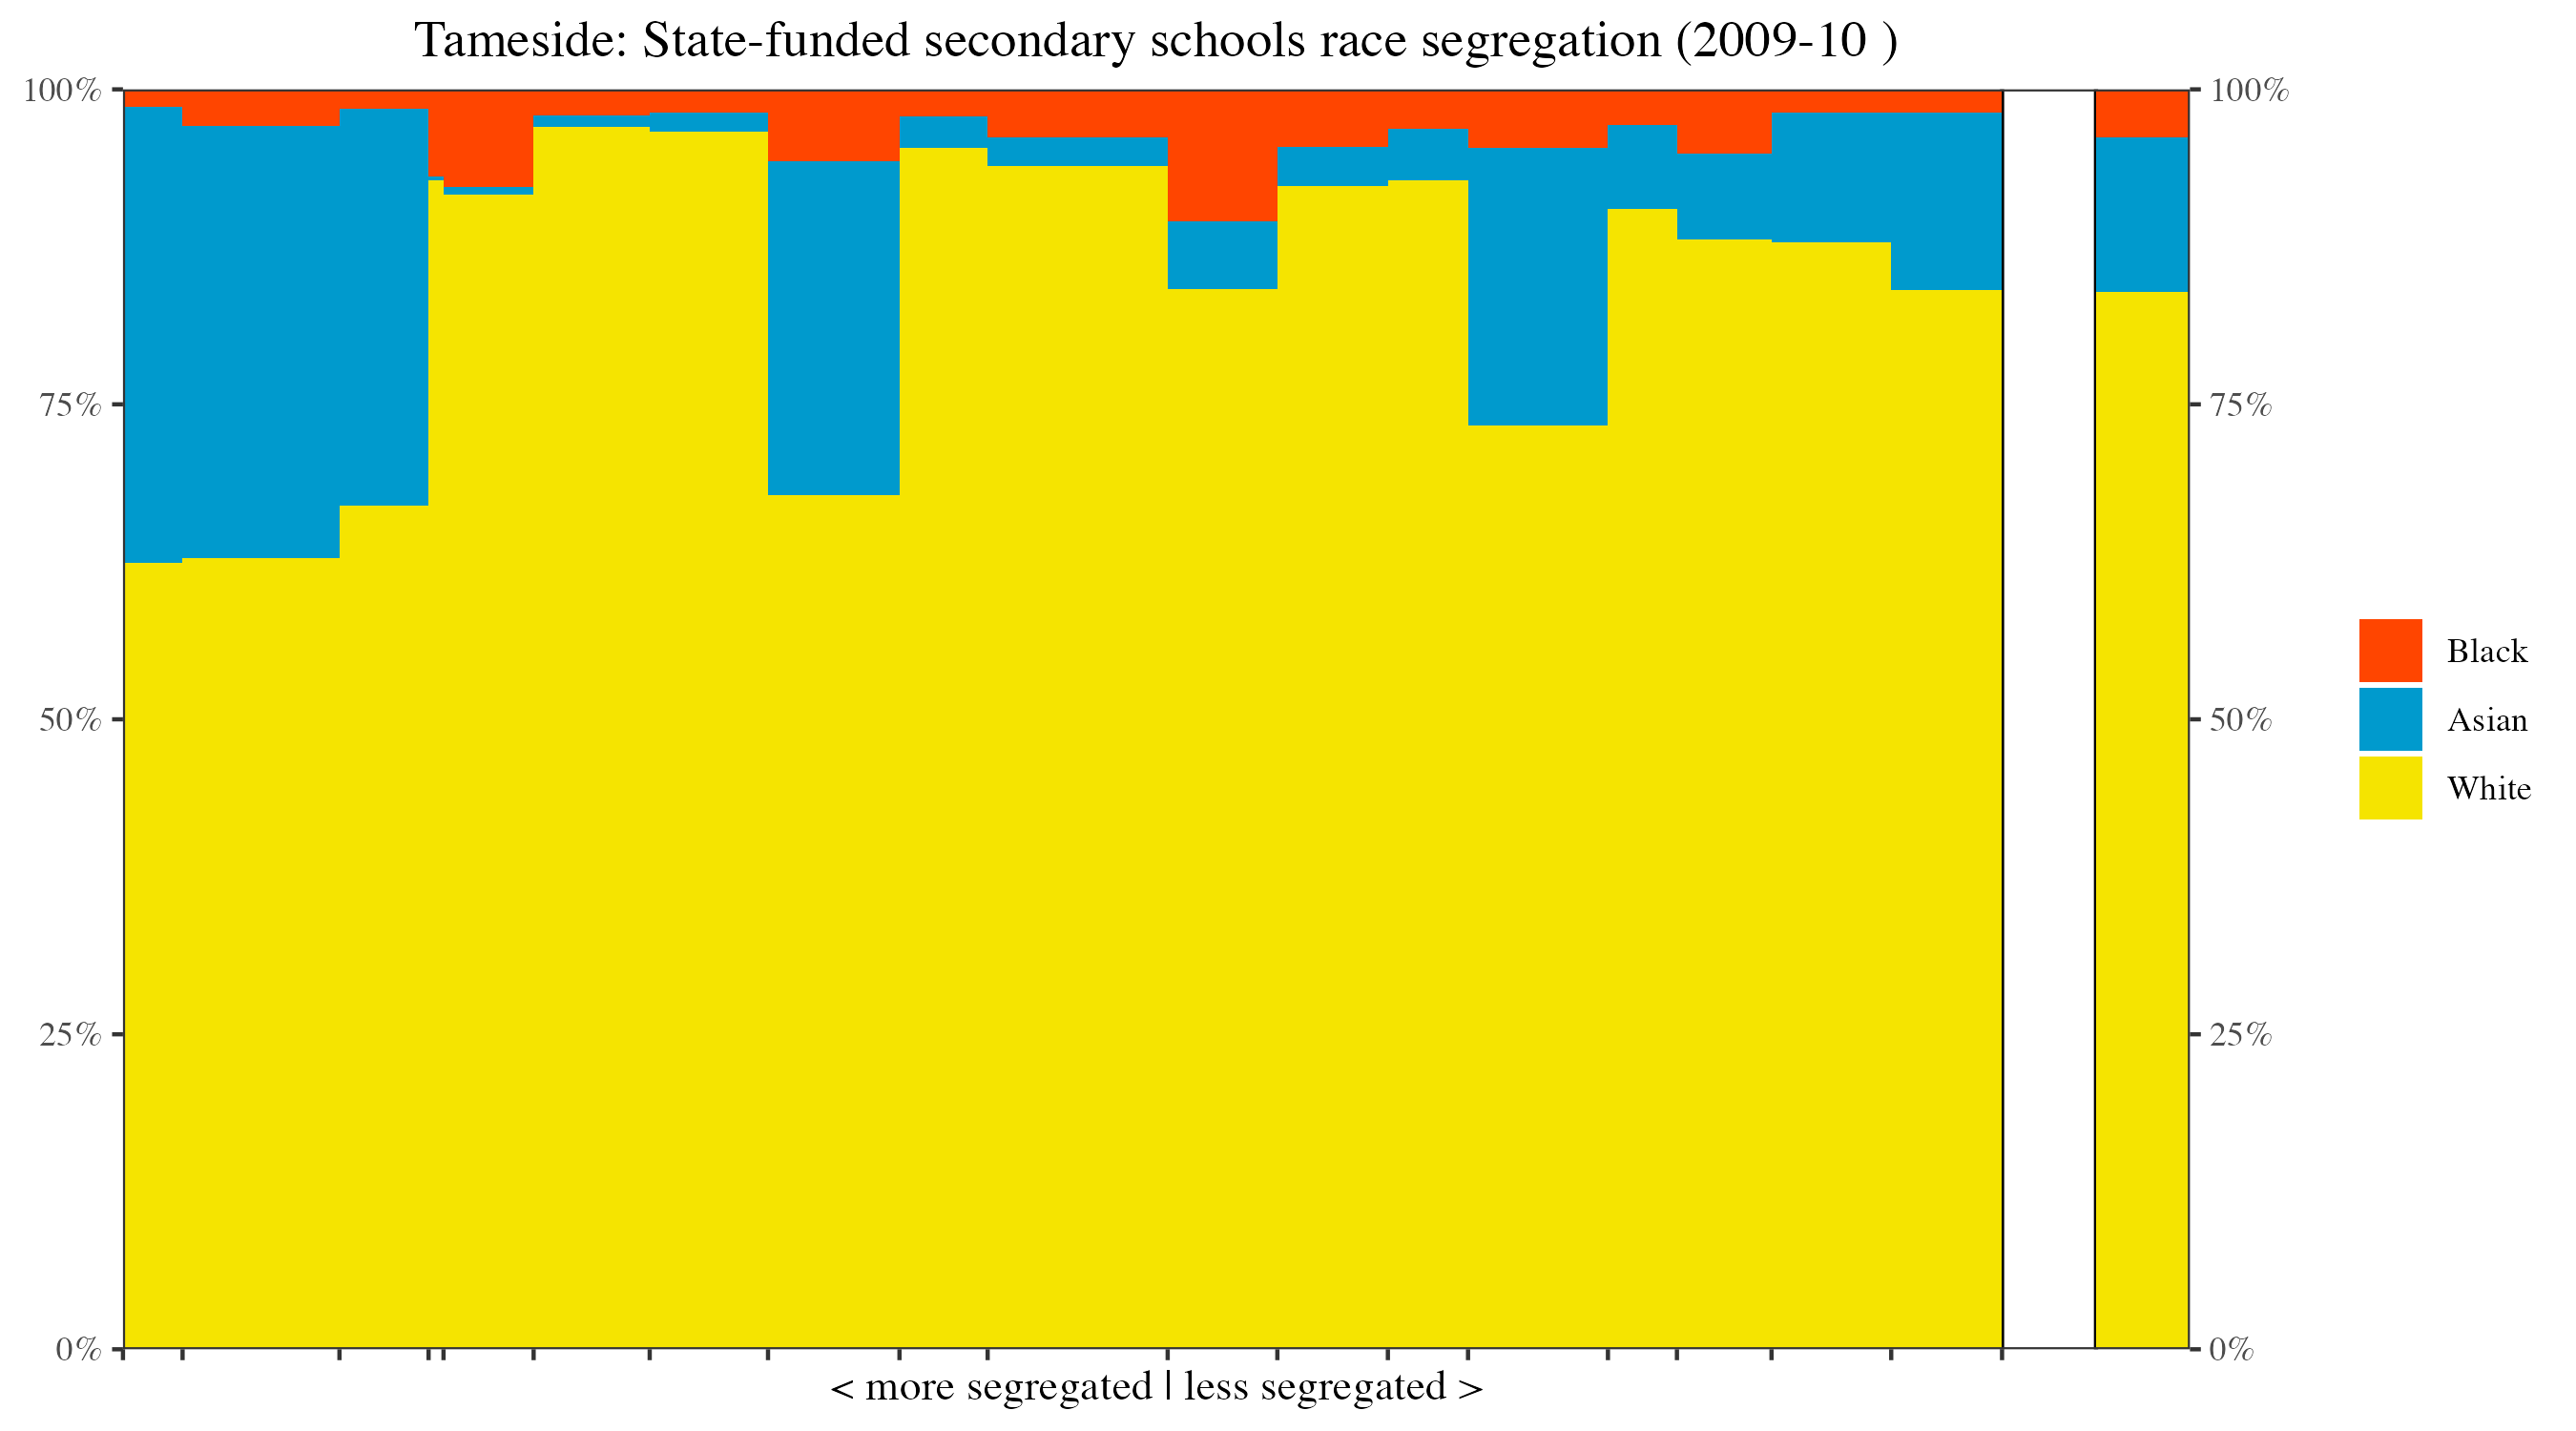 Tameside: State-funded secondary schools race segregation (2009-10 )
100%
75%
50%
25%
0%
100%
75%
50%
25%
0%
Black
Asian
White
< more segregated | less segregated >